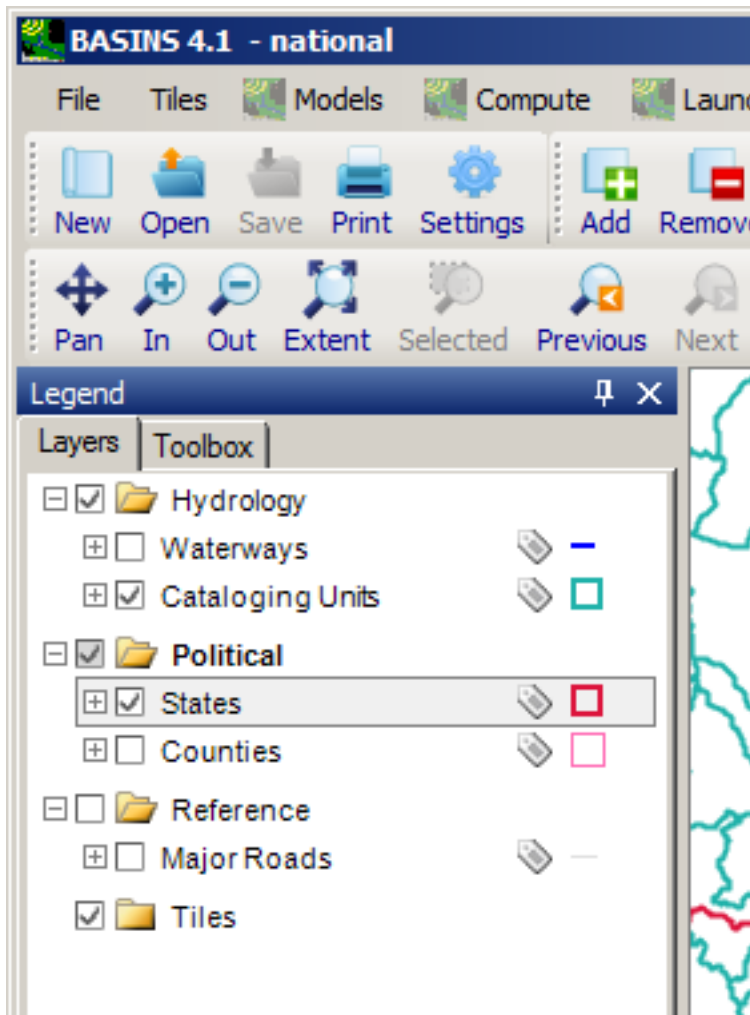 BASINS 4.1 - national
File Tiles Models Compute
New Open Save Print Settings Add Remove
Pan In Out Extent Selected Previous Next
Legend
Layers Toolbox
Hydrology
Waterways
Cataloging Units
Political
States
Counties
Reference
Major Roads
Tiles